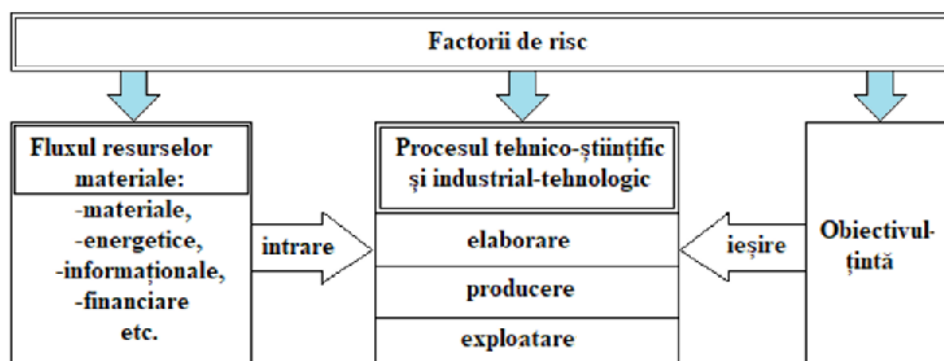 Factorii de risc
Fluxul resurselor
materiale:
-materiale,
-energetice,
-informaționale,
-financiare
etc.
intrare
Procesul tehnico-științific
și industrial-tehnologic
elaborare
producere
exploatare
ieșire
Obiectivul-
țintă